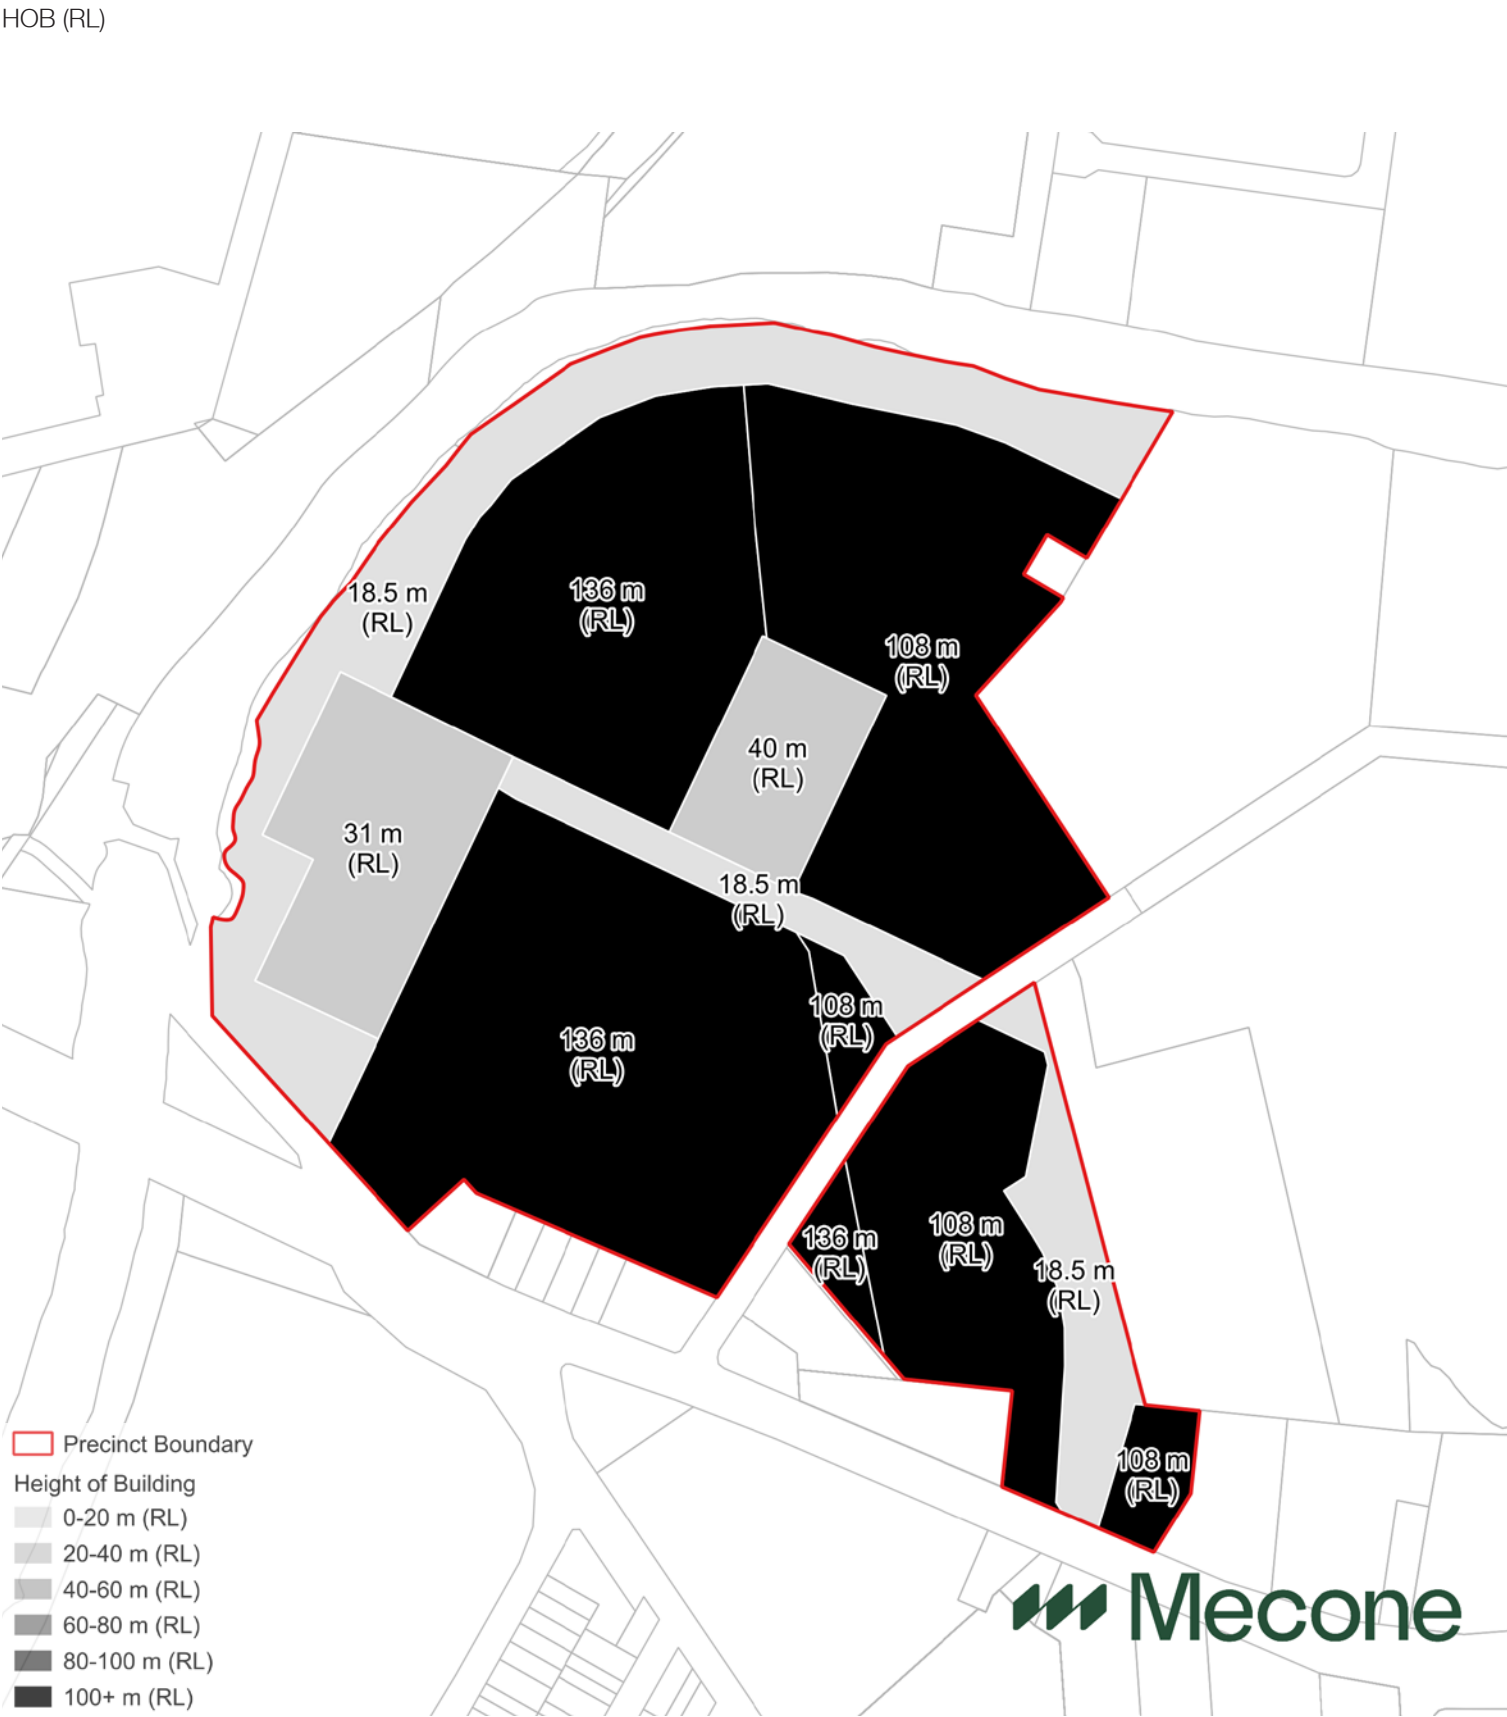 HOB (RL)
18.5 m
(RL)
136 m
(RL)
108 m
(RL)
40 m
(RL)
31 m
(RL)
18.5 m
(RL)
108 m
(RL)
136 m
(RL)
136 m
(RL)
108 m
(RL)
18.5 m
(RL)
108 m
(RL)
Precinct Boundary
Height of Building
0-20 m (RL)
20-40 m (RL)
40-60 m (RL)
60-80 m (RL)
80-100 m (RL)
100+ m (RL)
Mecone